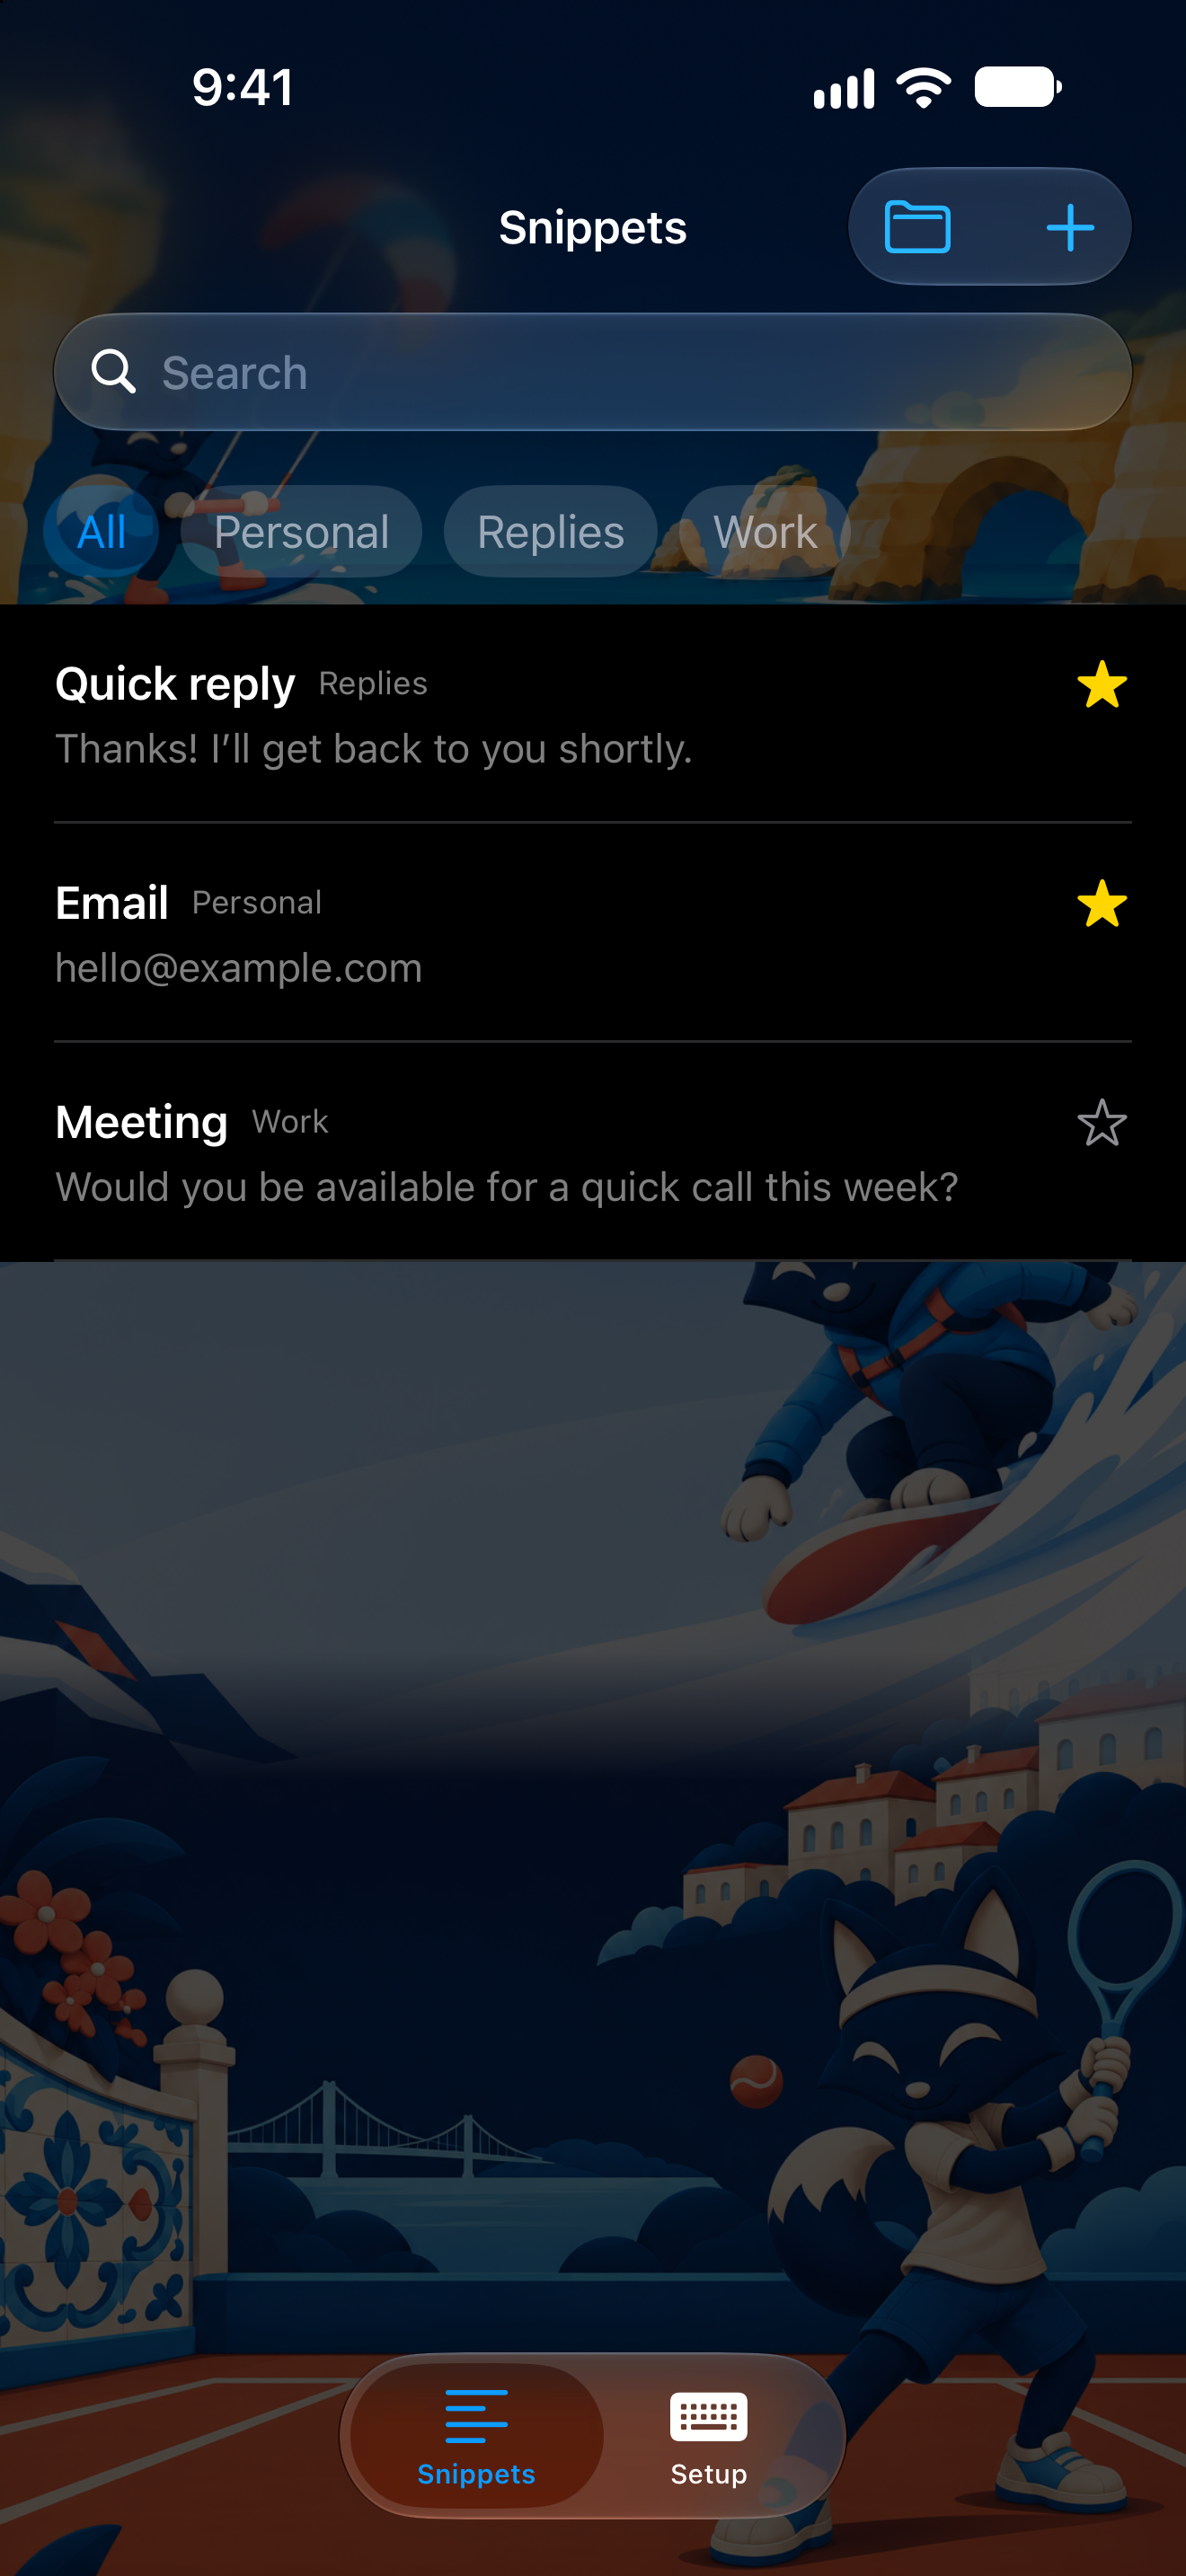 9:41
Snippets
Search
All Personal Replies Work
Quick reply Replies
Thanks! I’ll get back to you shortly.
Email Personal
hello@example.com
Meeting Work
Would you be available for a quick call this week?
Snippets Setup